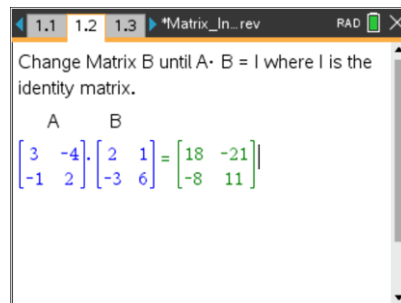 1.1 1.2 1.3 *Matrix_In...rev RAD
Change Matrix B until A· B = I where I is the
identity matrix.
A B
[3 -4; -1 2]·[2 1; -3 6]=[18 -21; -8 11]